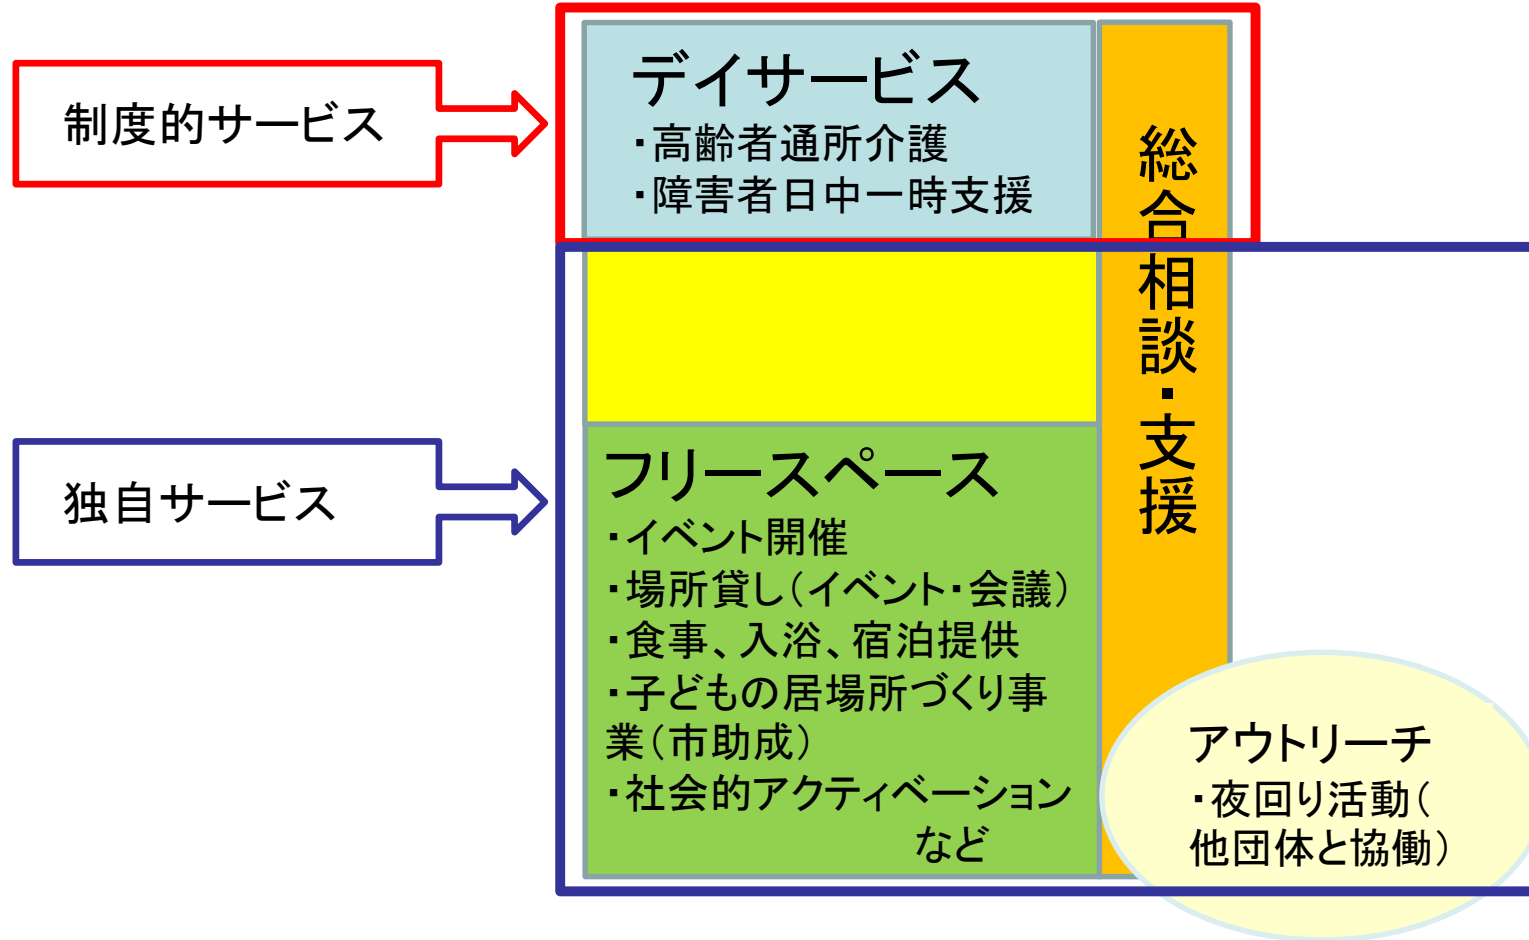 制度的サービス
デイサービス
・高齢者通所介護
・障害者日中一時支援
総合相談・支援
独自サービス
フリースペース
・イベント開催
・場所貸し（イベント・会議）
・食事、入浴、宿泊提供
・子どもの居場所づくり事
業（市助成）
・社会的アクティベーション
など
アウトリーチ
・夜回り活動（
他団体と協働）